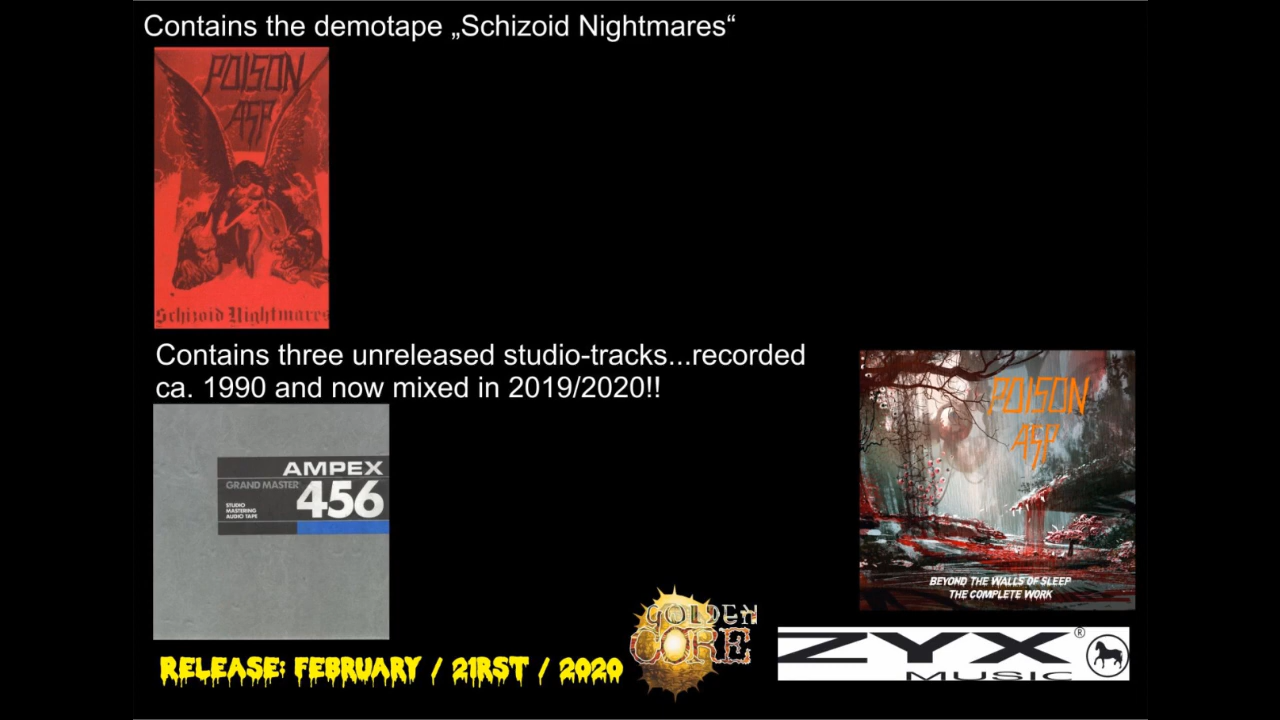 Contains the demotape „Schizoid Nightmares“
POISON
ASP
Schizoid Nightmares
Contains three unreleased studio-tracks...recorded
ca. 1990 and now mixed in 2019/2020!!
AMPEX
GRAND MASTER
456
STUDIO
MASTERING
AUDIO TAPE
POISON
ASP
BEYOND THE WALLS OF SLEEP
THE COMPLETE WORK
GOLDEN
CORE
ZYX®
MUSIC
RELEASE: FEBRUARY / 21RST / 2020